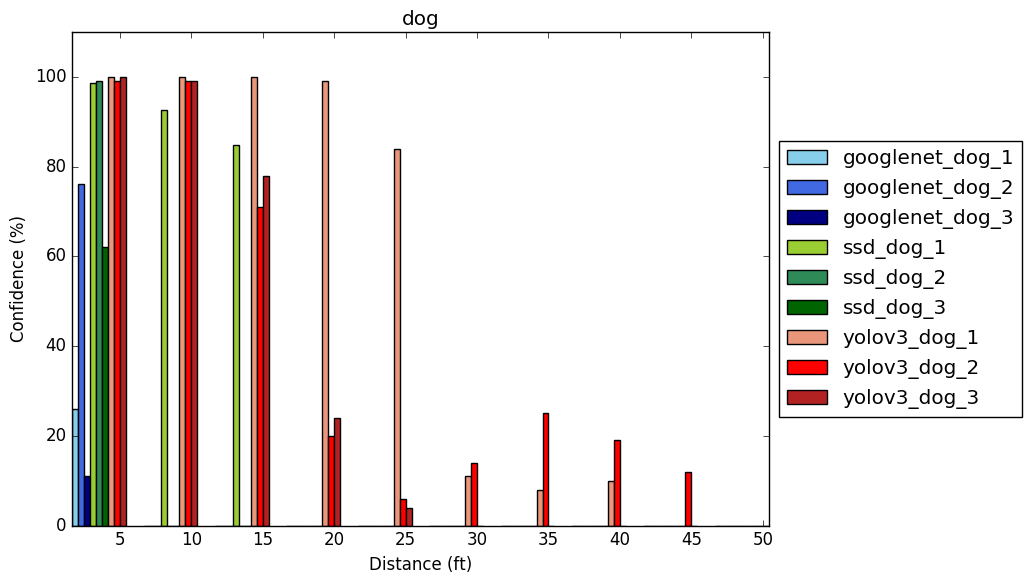 dog
Confidence (%)
100
80
60
40
20
0
5 10 15 20 25 30 35 40 45 50
Distance (ft)
googlenet_dog_1
googlenet_dog_2
googlenet_dog_3
ssd_dog_1
ssd_dog_2
ssd_dog_3
yolov3_dog_1
yolov3_dog_2
yolov3_dog_3